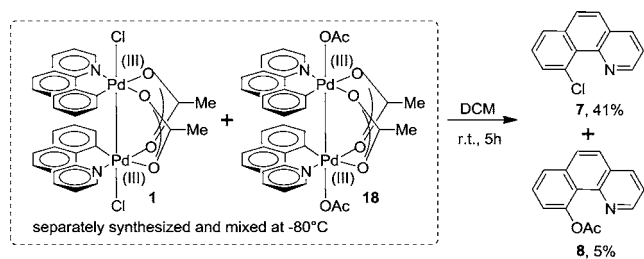 Cl
OAc
(III)
(III)
N
Pd
O
O
Me
Me
N
Pd
O
O
Me
Me
+
Pd
N
O
O
(III)
Pd
N
O
O
(III)
Cl
1
OAc
18
separately synthesized and mixed at -80°C
DCM
r.t., 5h
Cl
N
7, 41%
+
OAc
N
8, 5%